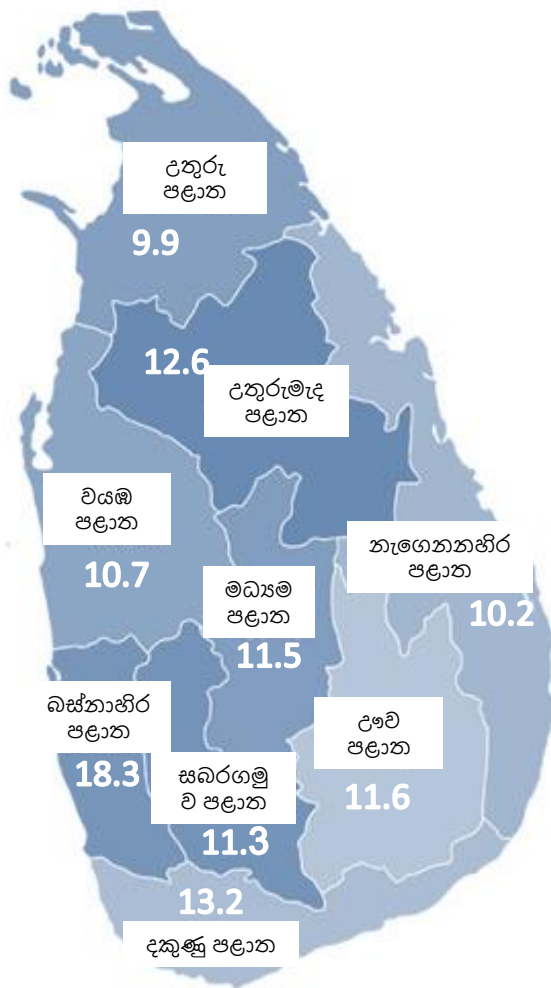 උතුරු
පළාත
9.9
12.6
උතුරුමැද
පළාත
වයඹ
පළාත
10.7
නැගෙනනහිර
පළාත
10.2
මධ්‍යම
පළාත
11.5
බස්නාහිර
පළාත
18.3
සබරගමු
ව පළාත
11.3
ඌව
පළාත
11.6
13.2
දකුණු පළාත